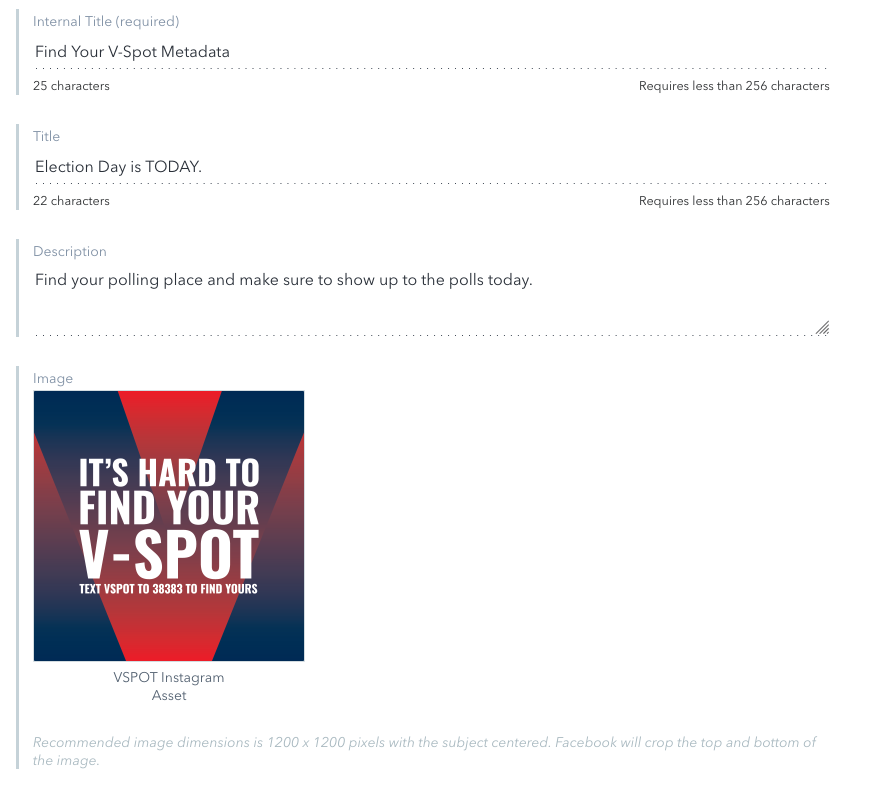 Internal Title (required)
Find Your V-Spot Metadata
25 characters Requires less than 256 characters
Title
Election Day is TODAY.
22 characters Requires less than 256 characters
Description
Find your polling place and make sure to show up to the polls today.
Image
IT'S HARD TO
FIND YOUR
V-SPOT
TEXT VSPOT TO 38383 TO FIND YOURS
VSPOT Instagram
Asset
Recommended image dimensions is 1200 x 1200 pixels with the subject centered. Facebook will crop the top and bottom of
the image.